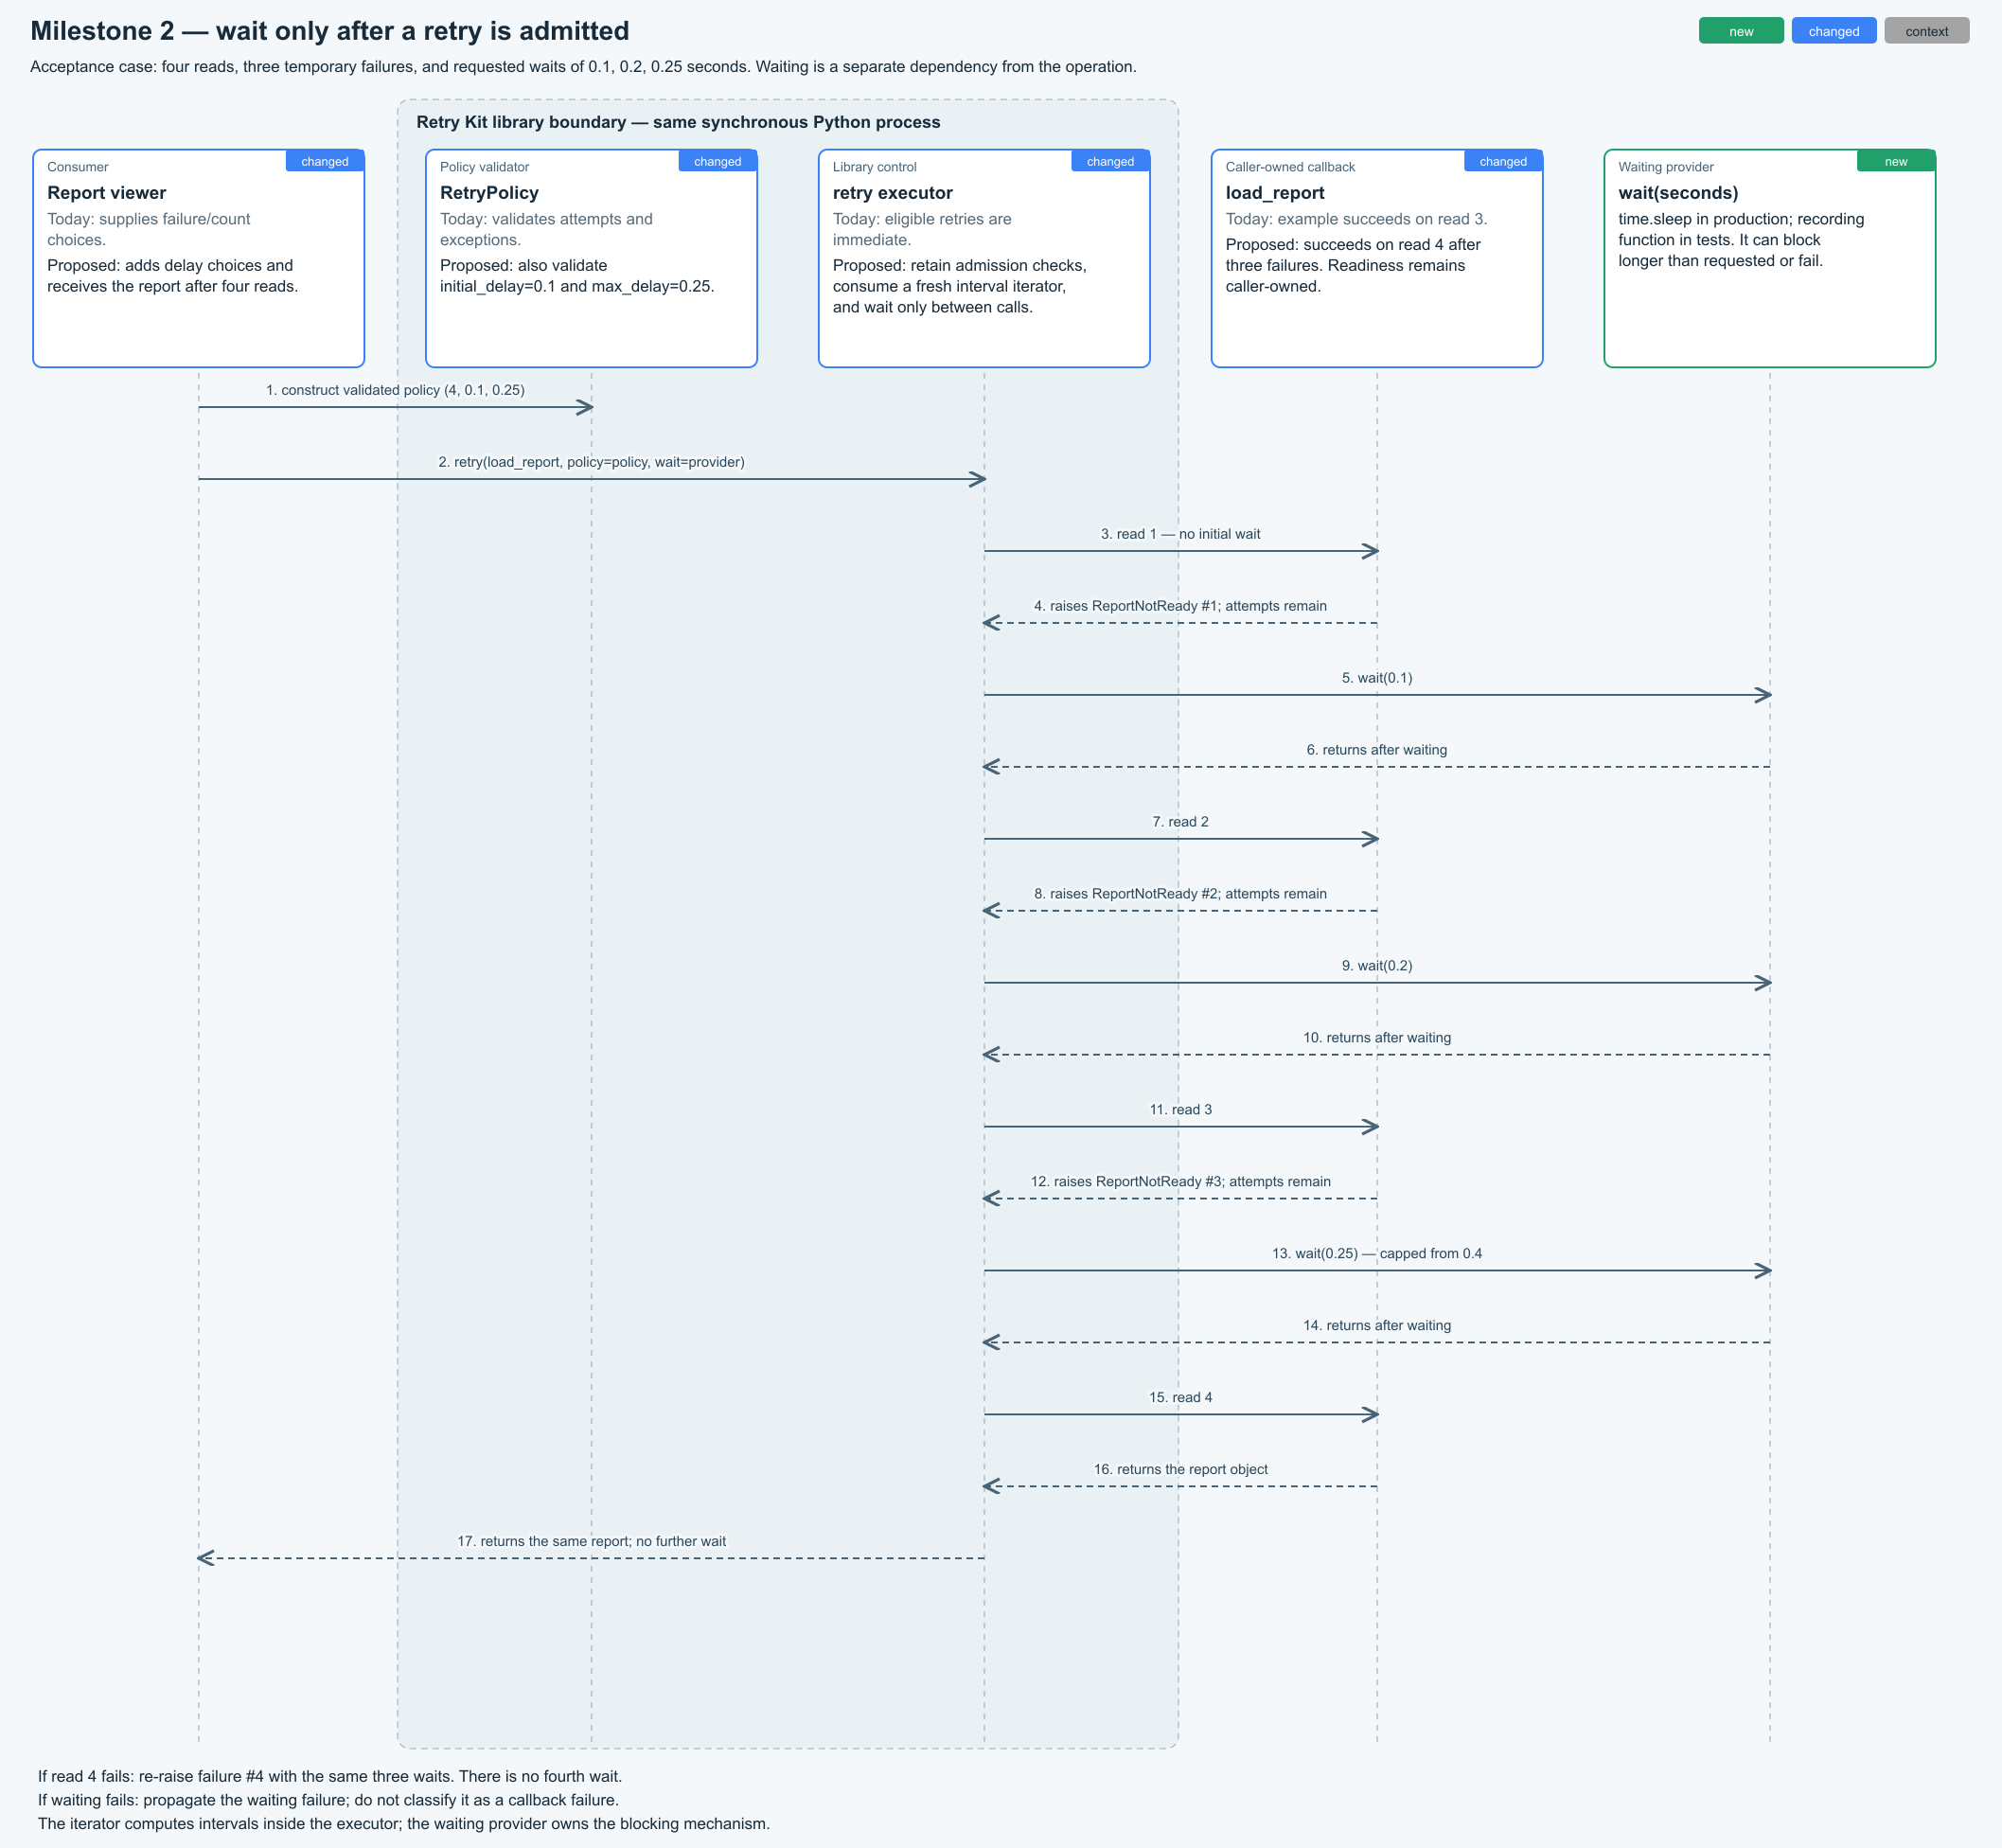 Milestone 2 — wait only after a retry is admitted
new
changed
context
Acceptance case: four reads, three temporary failures, and requested waits of 0.1, 0.2, 0.25 seconds. Waiting is a separate dependency from the operation.
Retry Kit library boundary — same synchronous Python process
Consumer
changed
Report viewer
Today: supplies failure/count
choices.
Proposed: adds delay choices and
receives the report after four reads.
Policy validator
changed
RetryPolicy
Today: validates attempts and
exceptions.
Proposed: also validate
initial_delay=0.1 and max_delay=0.25.
Library control
changed
retry executor
Today: eligible retries are
immediate.
Proposed: retain admission checks,
consume a fresh interval iterator,
and wait only between calls.
Caller-owned callback
changed
load_report
Today: example succeeds on read 3.
Proposed: succeeds on read 4 after
three failures. Readiness remains
caller-owned.
Waiting provider
new
wait(seconds)
time.sleep in production; recording
function in tests. It can block
longer than requested or fail.
1. construct validated policy (4, 0.1, 0.25)
2. retry(load_report, policy=policy, wait=provider)
3. read 1 — no initial wait
4. raises ReportNotReady #1; attempts remain
5. wait(0.1)
6. returns after waiting
7. read 2
8. raises ReportNotReady #2; attempts remain
9. wait(0.2)
10. returns after waiting
11. read 3
12. raises ReportNotReady #3; attempts remain
13. wait(0.25) — capped from 0.4
14. returns after waiting
15. read 4
16. returns the report object
17. returns the same report; no further wait
If read 4 fails: re-raise failure #4 with the same three waits. There is no fourth wait.
If waiting fails: propagate the waiting failure; do not classify it as a callback failure.
The iterator computes intervals inside the executor; the waiting provider owns the blocking mechanism.